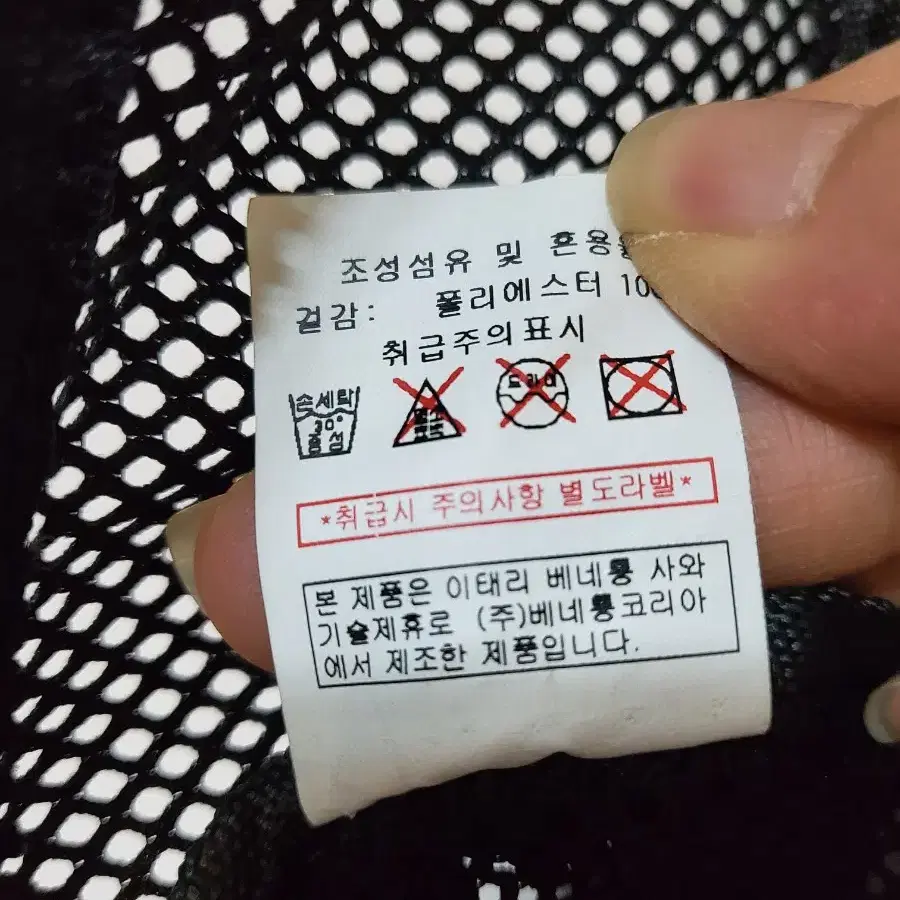 조성섬유 및 혼용
겉감: 폴리에스터 10
취급주의표시
손세탁
30°
중성
드라이
*취급시 주의사항 별도라벨*
본 제품은 이태리 베네통 사와
기술제휴로 (주)베네통코리아
에서 제조한 제품입니다.